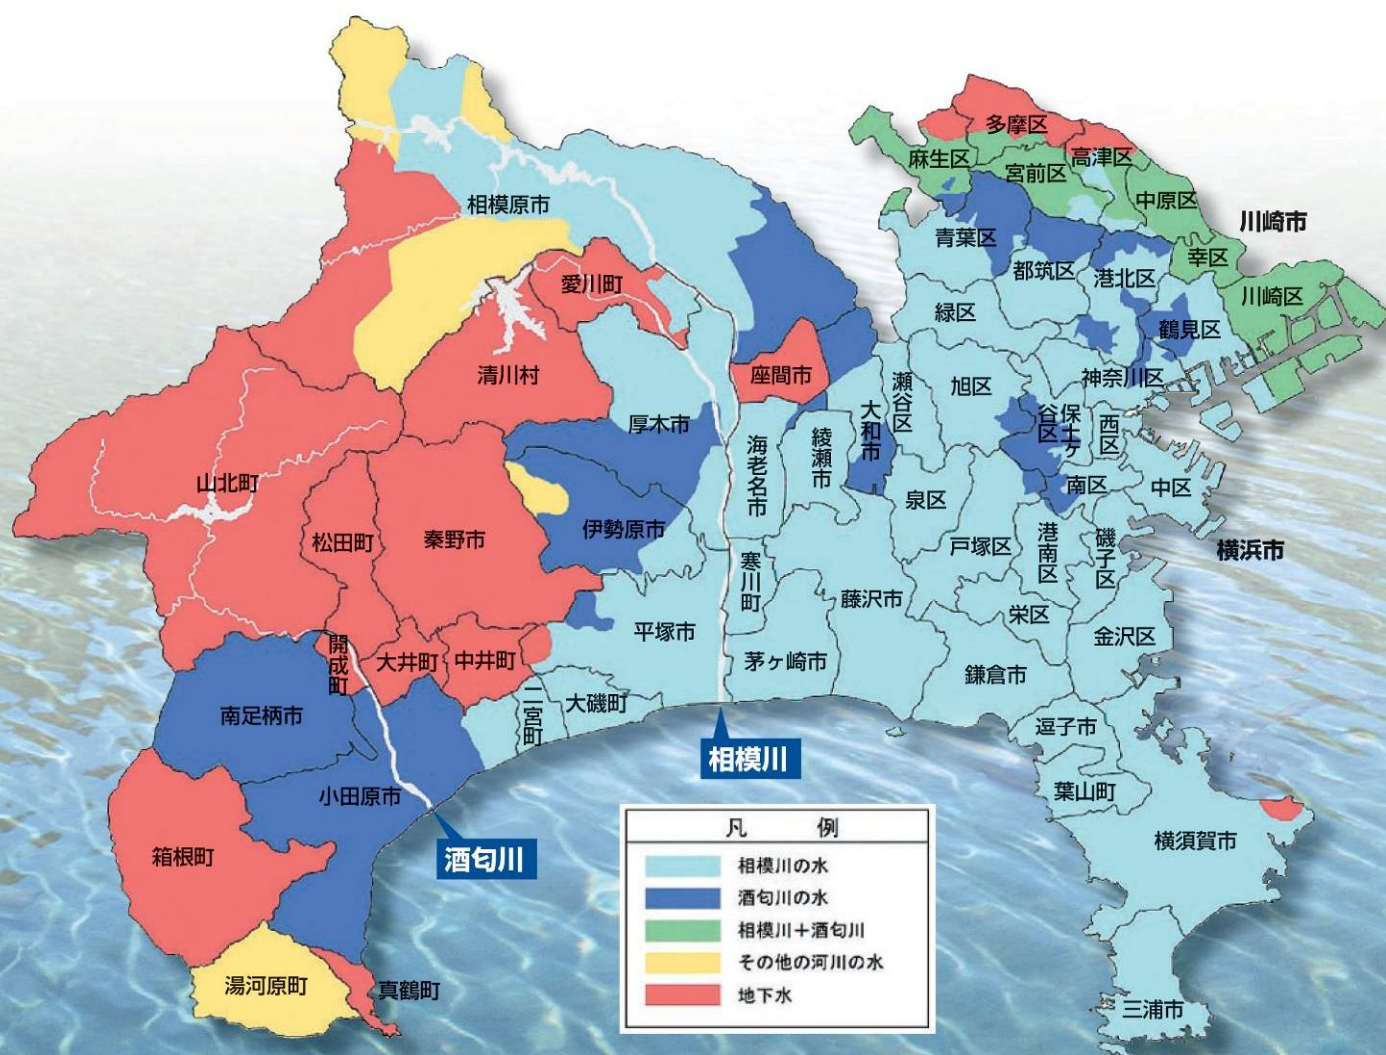 多摩区
麻生区
宮前区
高津区
中原区
相模原市
川崎市
青葉区
幸区
都筑区
港北区
愛川町
川崎区
緑区
鶴見区
清川村
座間市
瀬谷区
旭区
神奈川区
厚木市
大和市
保土ヶ谷区
西区
綾瀬市
海老名市
山北町
泉区
南区
中区
松田町
秦野市
伊勢原市
戸塚区
港南区
磯子区
横浜市
寒川町
藤沢市
栄区
平塚市
金沢区
開成町
大井町
中井町
茅ヶ崎市
鎌倉市
南足柄市
二宮町
大磯町
逗子市
相模川
小田原市
葉山町
横須賀市
箱根町
酒匂川
湯河原町
真鶴町
三浦市
凡例
相模川の水
酒匂川の水
相模川＋酒匂川
その他の河川の水
地下水